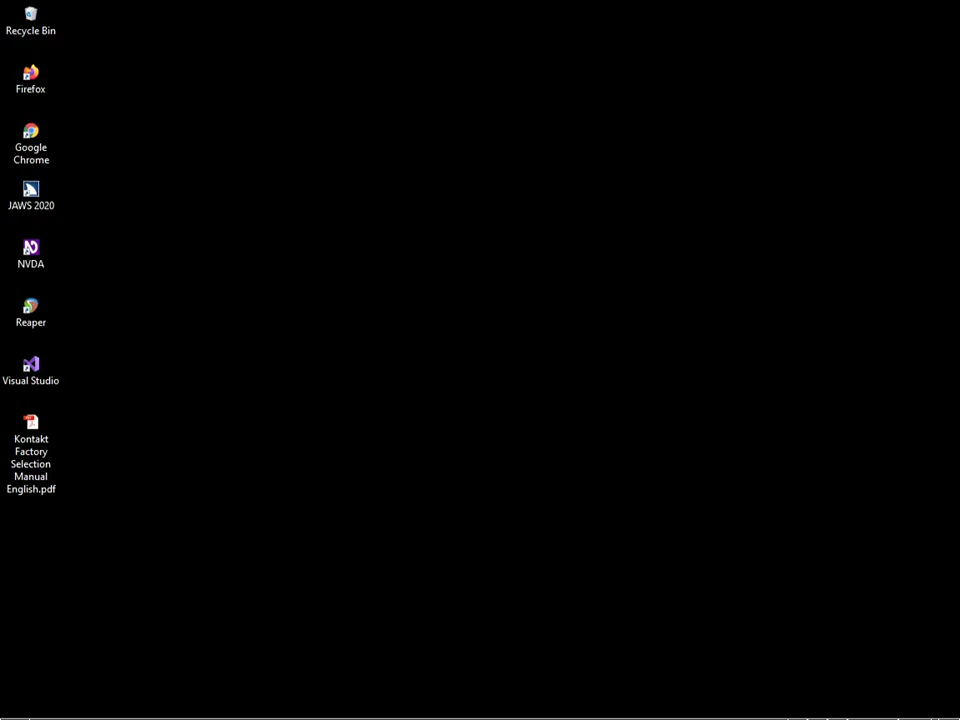 Recycle Bin
Firefox
Google
Chrome
JAWS 2020
NVDA
Reaper
Visual Studio
Kontakt
Factory
Selection
Manual
English.pdf